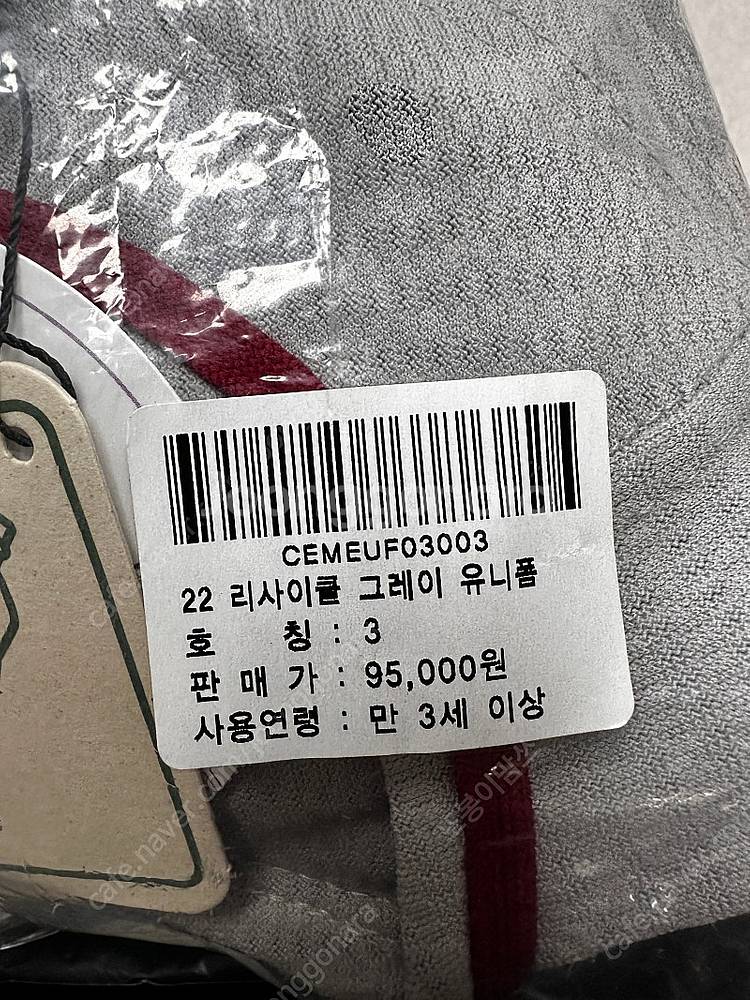 CEMEUF03003
22 리사이클 그레이 유니폼
호 칭 : 3
판 매 가 : 95,000원
사용연령 : 만 3세 이상